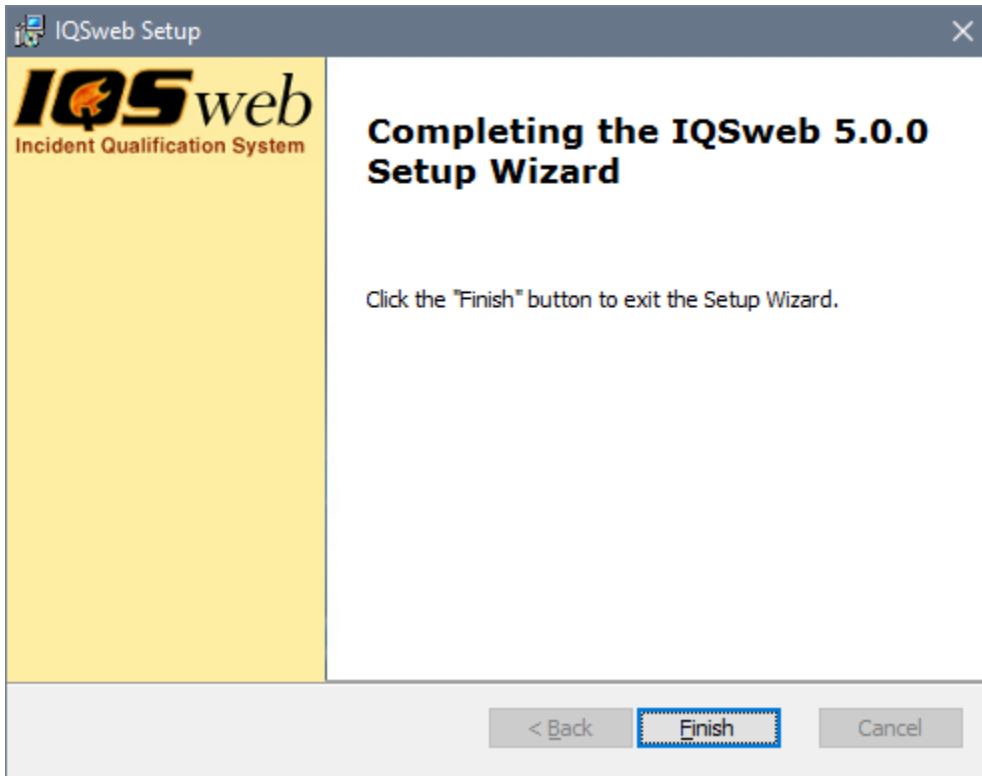 IQSweb Setup
IQSweb
Incident Qualification System
Completing the IQSweb 5.0.0
Setup Wizard
Click the "Finish" button to exit the Setup Wizard.
< Back
Finish
Cancel